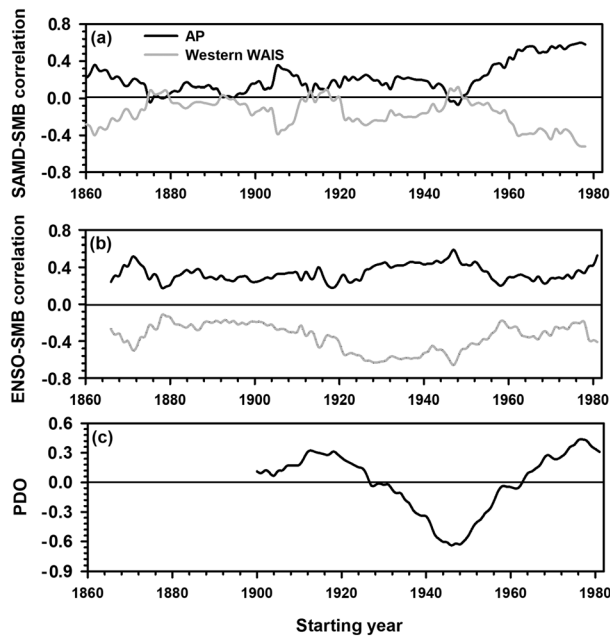 (a)
AP
Western WAIS
SAMD-SMB correlation
0.8
0.4
0.0
-0.4
-0.8
1860 1880 1900 1920 1940 1960 1980
(b)
ENSO-SMB correlation
0.8
0.4
0.0
-0.4
-0.8
1860 1880 1900 1920 1940 1960 1980
(c)
PDO
0.6
0.3
0.0
-0.3
-0.6
-0.9
1860 1880 1900 1920 1940 1960 1980
Starting year